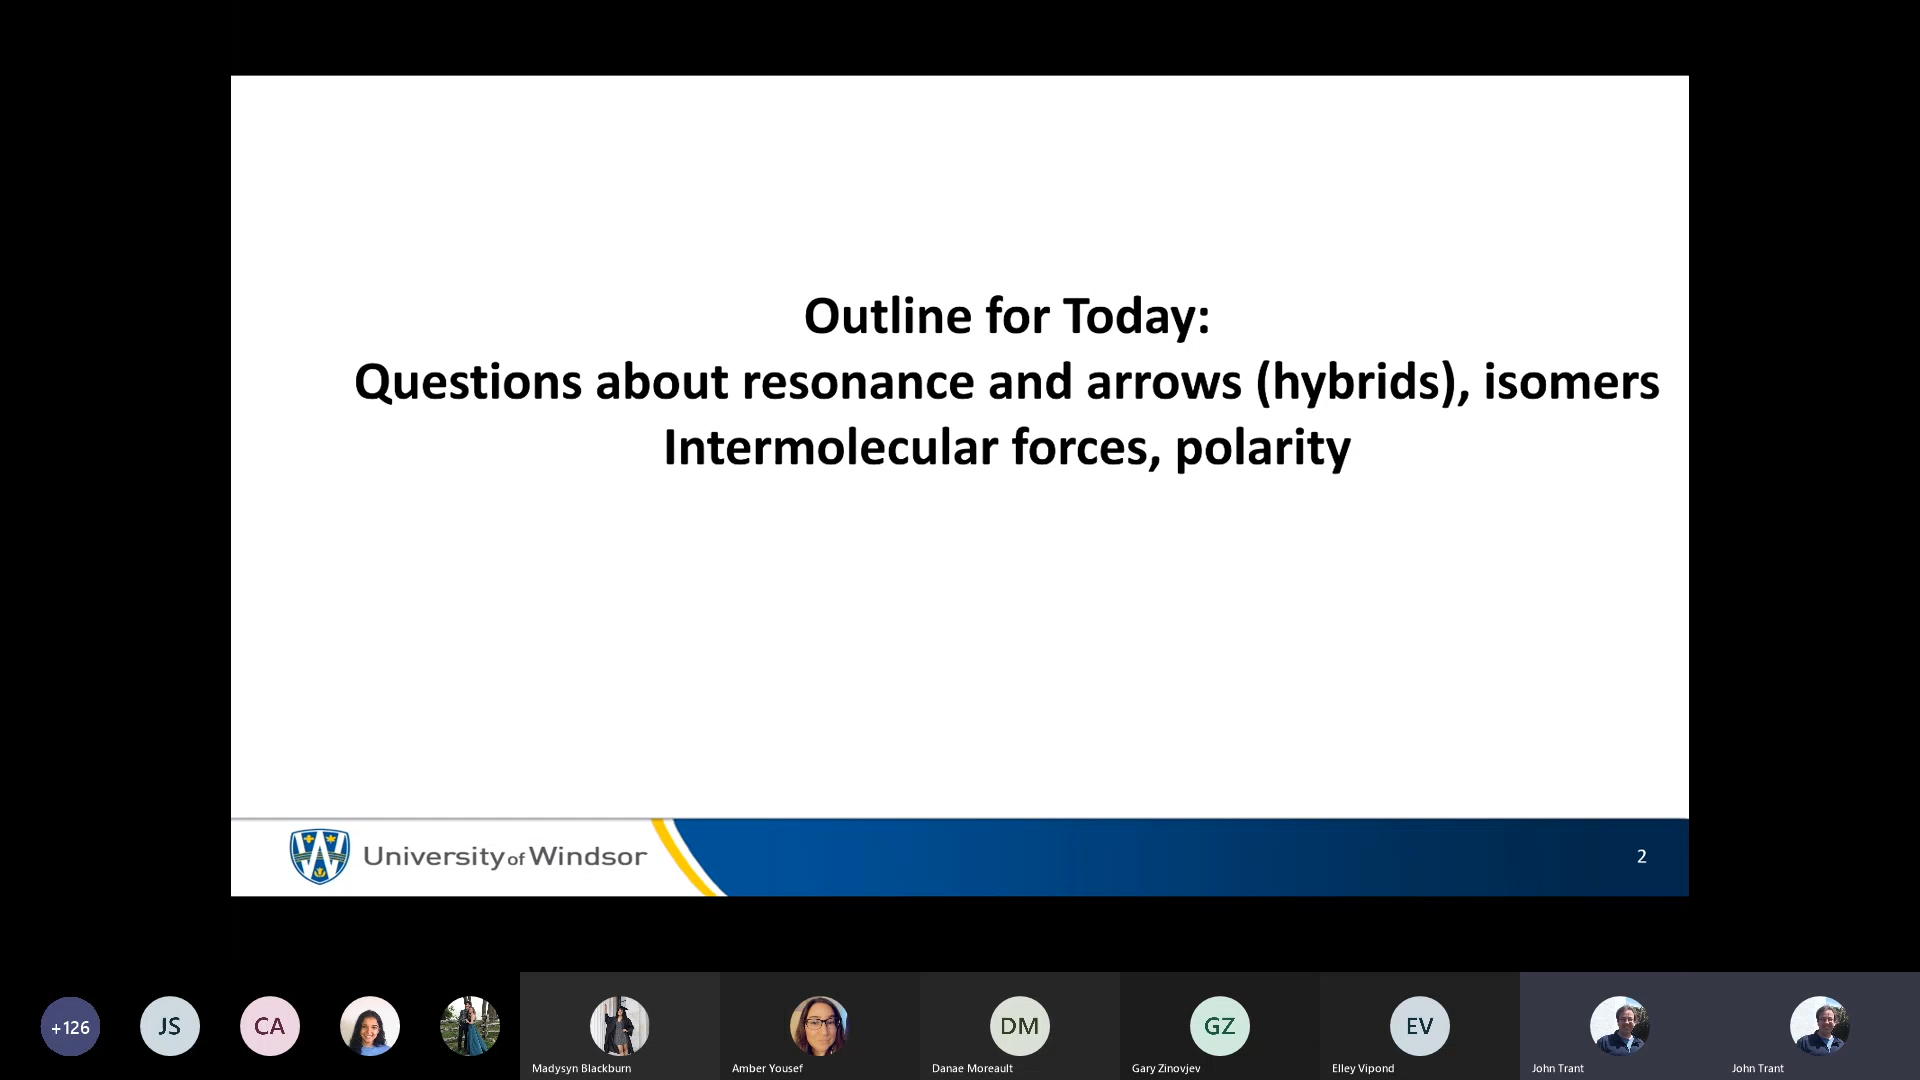 Outline for Today:
Questions about resonance and arrows (hybrids), isomers
Intermolecular forces, polarity
University of Windsor
2
+126
JS
CA
DM
GZ
EV
Madysyn Blackburn
Amber Yousef
Danae Moreault
Gary Zinovjev
Elley Vipond
John Trant
John Trant